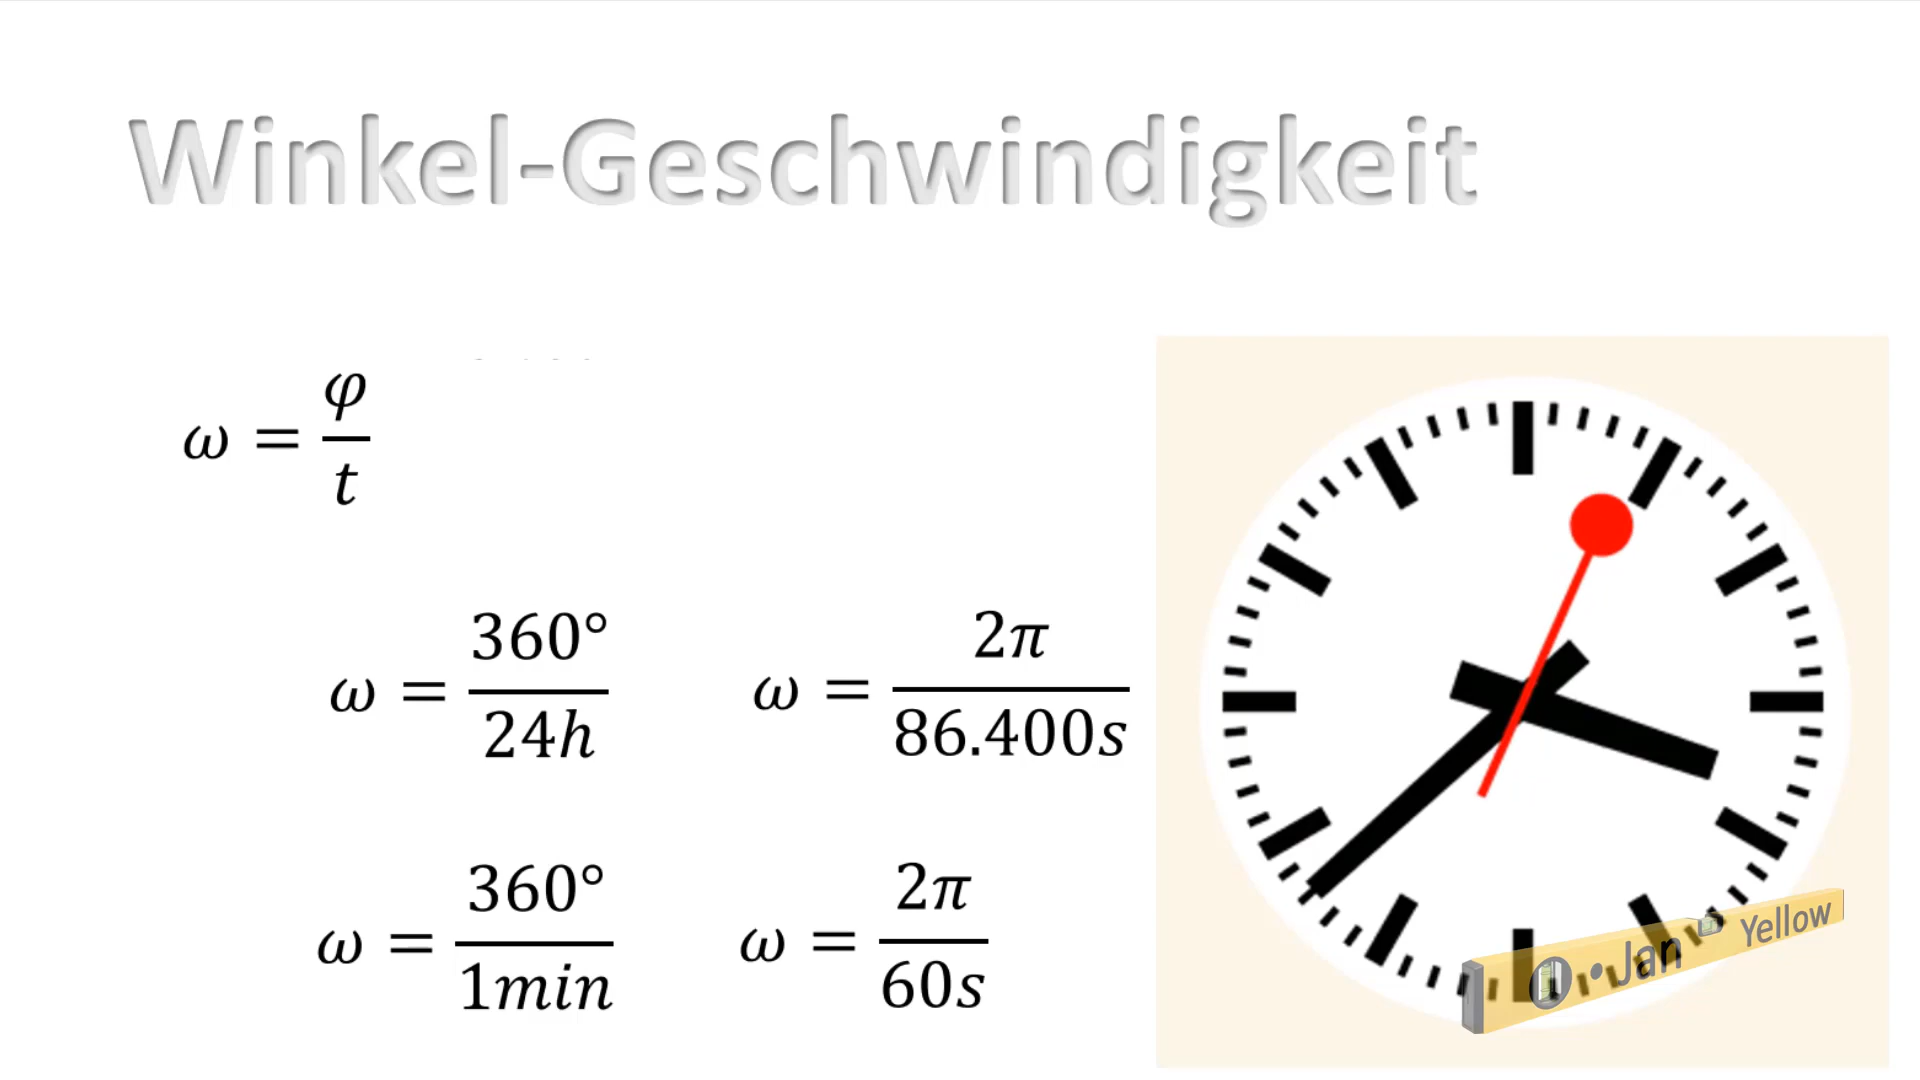 Winkel-Geschwindigkeit
ω = φ/t
ω = 360°/24h
ω = 2π/86.400s
ω = 360°/1min
ω = 2π/60s
•Jan Yellow